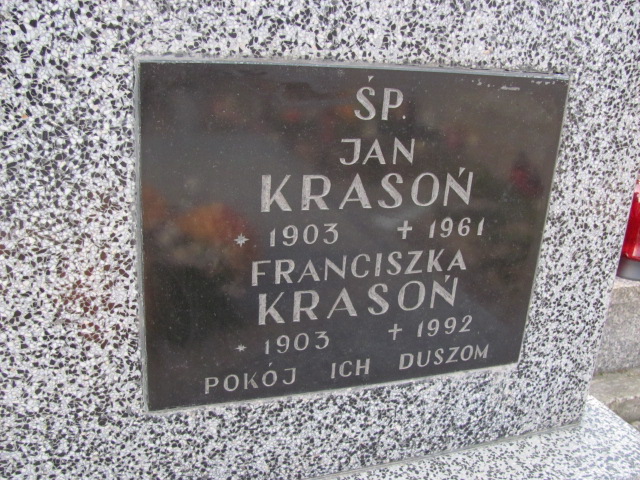 ŚP.
JAN
KRASOŃ
* 1903 + 1961
FRANCISZKA
KRASOŃ
* 1903 + 1992
POKÓJ ICH DUSZOM